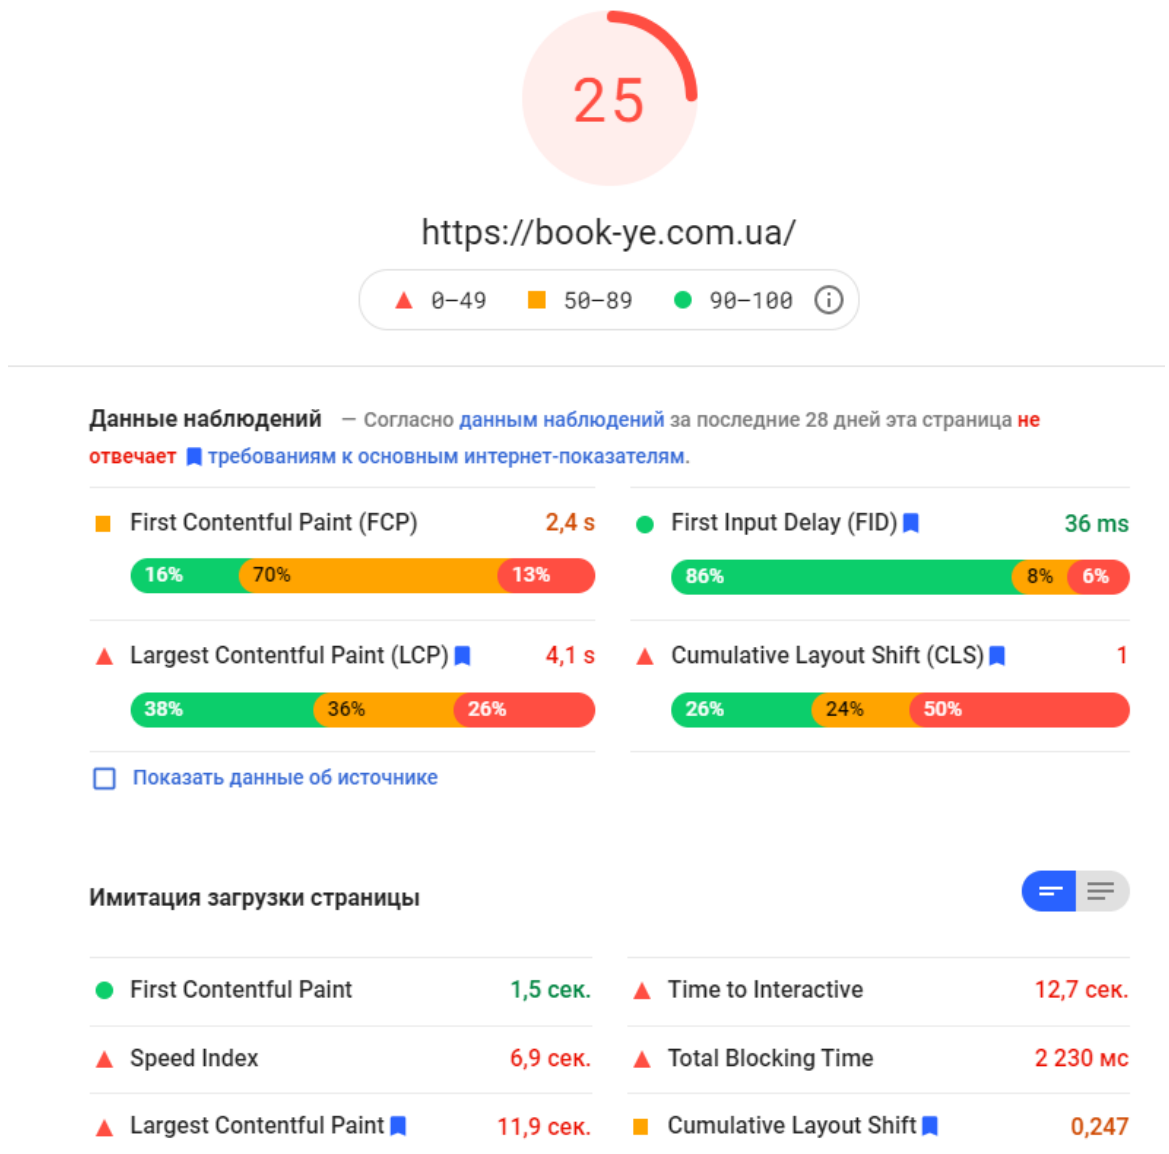 25
https://book-ye.com.ua/
0–49 50–89 90–100
Данные наблюдений — Согласно данным наблюдений за последние 28 дней эта страница не
отвечает требованиям к основным интернет-показателям.
First Contentful Paint (FCP) 2,4 s
16% 70% 13%
First Input Delay (FID) 36 ms
86% 8% 6%
Largest Contentful Paint (LCP) 4,1 s
38% 36% 26%
Cumulative Layout Shift (CLS) 1
26% 24% 50%
Показать данные об источнике
Имитация загрузки страницы
First Contentful Paint 1,5 сек.
Time to Interactive 12,7 сек.
Speed Index 6,9 сек.
Total Blocking Time 2 230 мс
Largest Contentful Paint 11,9 сек.
Cumulative Layout Shift 0,247